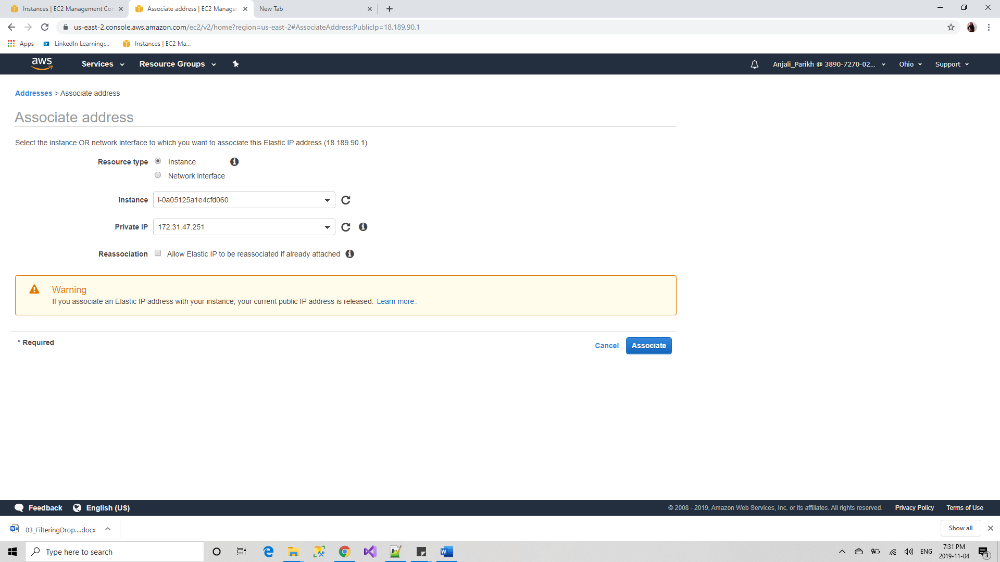 Instances | EC2 Management Con
Associate address | EC2 Manager
New Tab
us-east-2.console.aws.amazon.com/ec2/v2/home?region=us-east-2#AssociateAddress:PublicIp=18.189.90.1
Apps
LinkedIn Learning:...
Instances | EC2 Ma...
aws
Services
Resource Groups
Anjali_Parikh @ 3890-7270-02...
Ohio
Support
Addresses > Associate address
Associate address
Select the instance OR network interface to which you want to associate this Elastic IP address (18.189.90.1)
Resource type
Instance
Network interface
Instance
i-0a05125a1e4cfd060
Private IP
172.31.47.251
Reassociation
Allow Elastic IP to be reassociated if already attached
Warning
If you associate an Elastic IP address with your instance, your current public IP address is released. Learn more.
* Required
Cancel
Associate
Feedback
English (US)
© 2008 - 2019, Amazon Web Services, Inc. or its affiliates. All rights reserved.
Privacy Policy
Terms of Use
03_FilteringDrop....docx
Show all
Type here to search
ENG
7:31 PM
2019-11-04
3